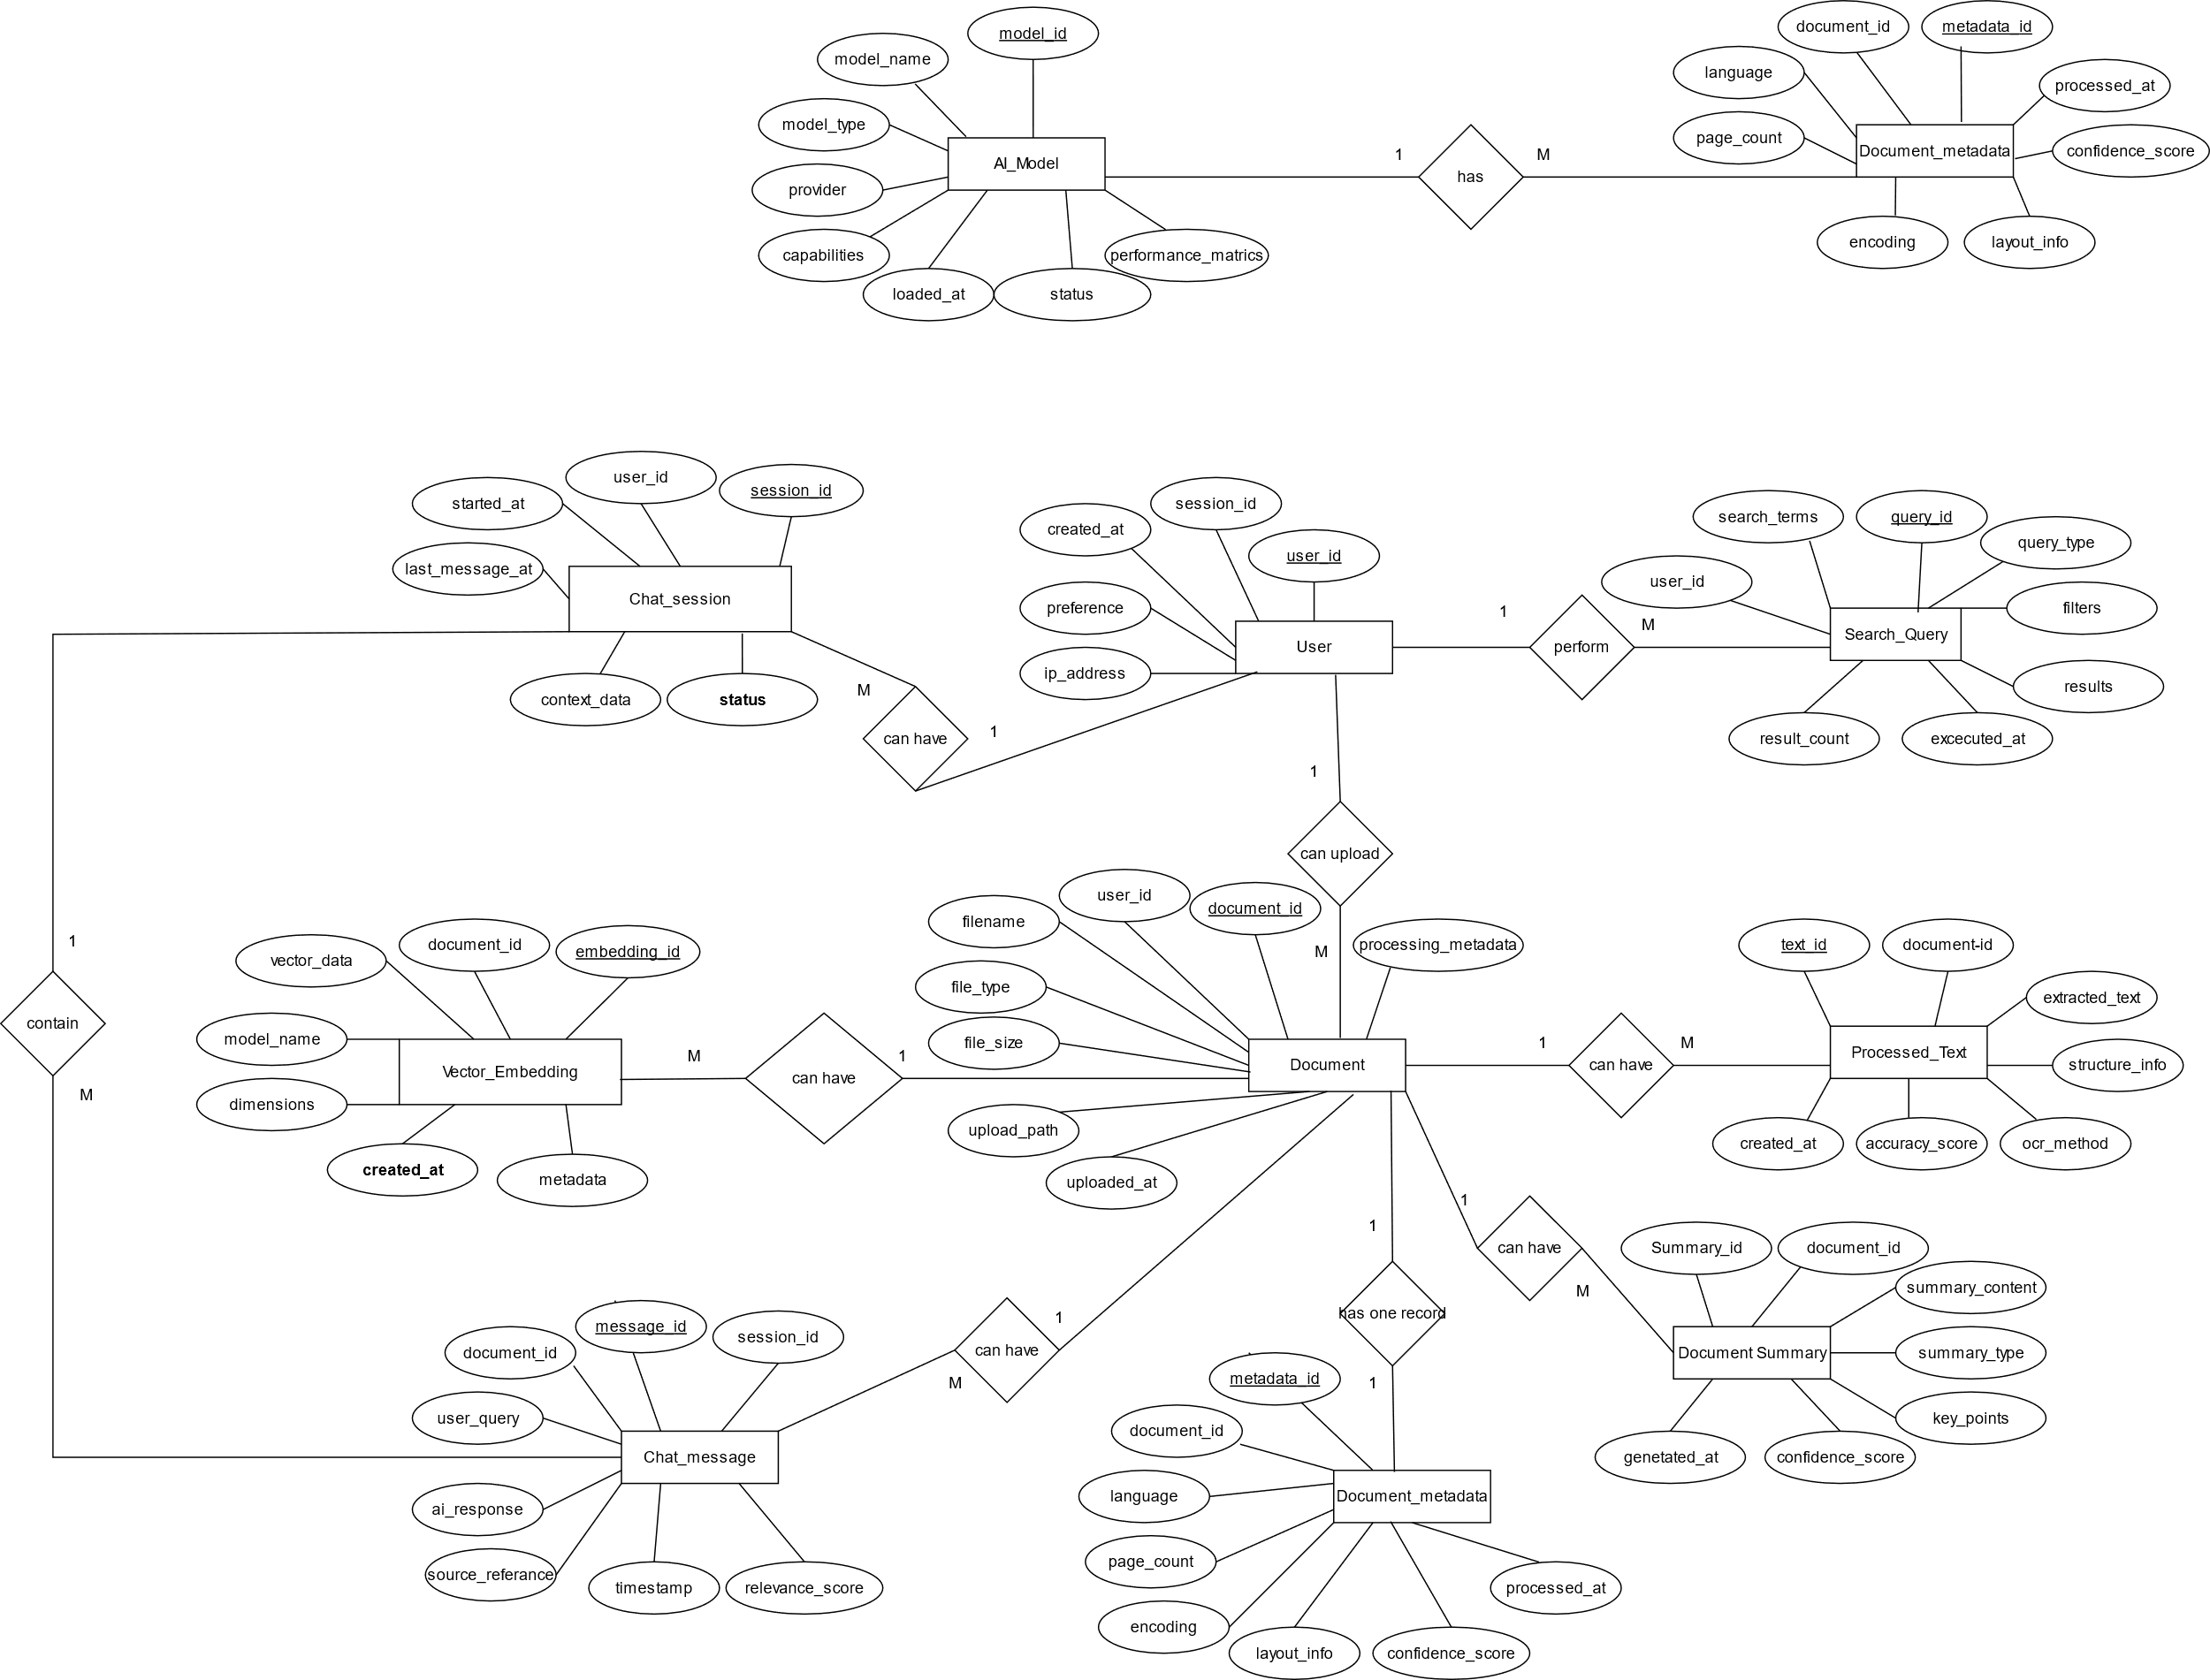 model_id
model_name
model_type
provider
capabilities
loaded_at
status
performance_matrics
AI_Model
1
has
M
document_id
metadata_id
language
processed_at
page_count
confidence_score
Document_metadata
encoding
layout_info
started_at
user_id
session_id
last_message_at
Chat_session
context_data
status
M
can have
1
created_at
session_id
user_id
preference
ip_address
User
1
perform
M
search_terms
query_id
query_type
user_id
filters
Search_Query
results
result_count
excecuted_at
1
can upload
M
1
contain
M
vector_data
document_id
embedding_id
model_name
Vector_Embedding
dimensions
created_at
metadata
M
can have
1
filename
user_id
document_id
processing_metadata
file_type
file_size
Document
upload_path
uploaded_at
1
can have
M
text_id
document-id
extracted_text
Processed_Text
structure_info
created_at
accuracy_score
ocr_method
1
can have
M
Summary_id
document_id
summary_content
Document Summary
summary_type
key_points
genetated_at
confidence_score
1
has one record
1
1
can have
M
document_id
message_id
session_id
user_query
Chat_message
ai_response
source_referance
timestamp
relevance_score
metadata_id
document_id
language
Document_metadata
page_count
encoding
layout_info
confidence_score
processed_at